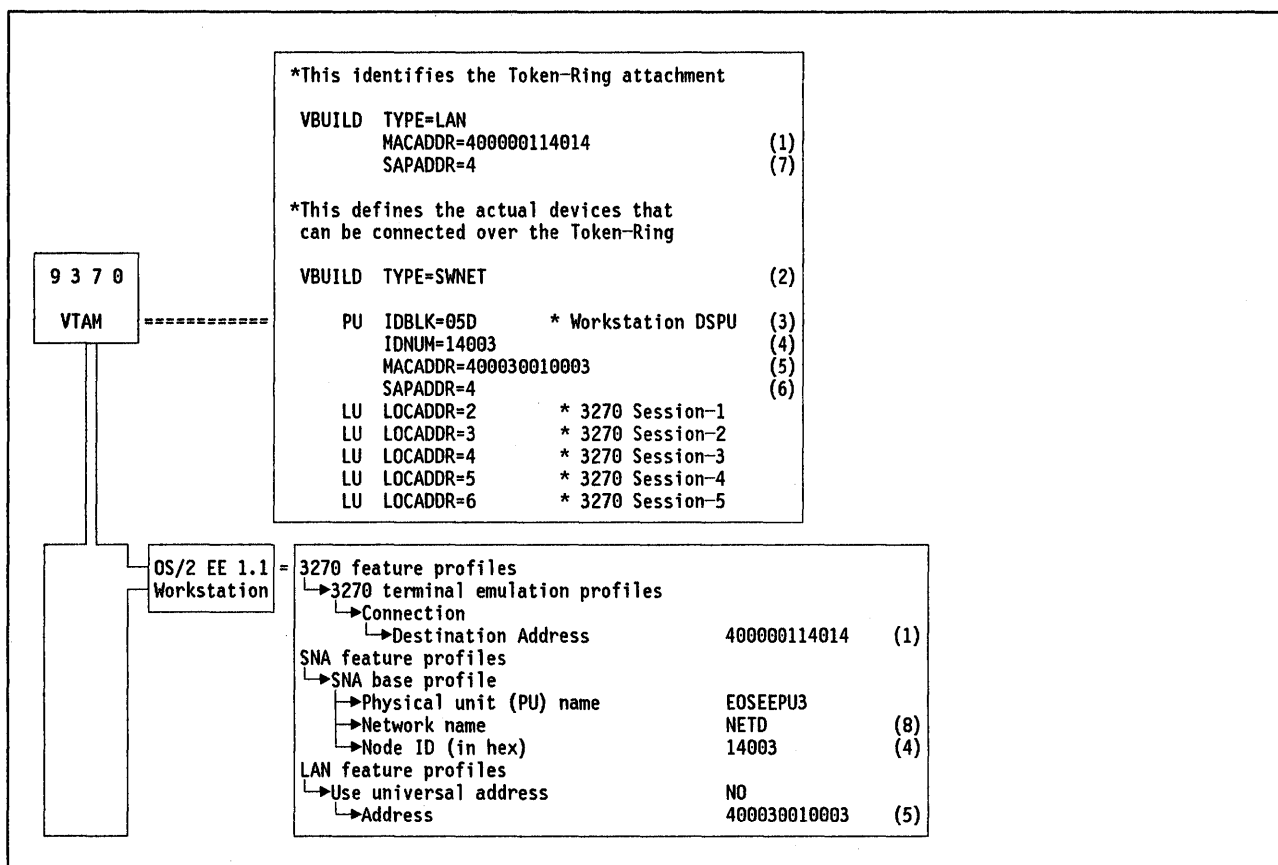 *This identifies the Token-Ring attachment
VBUILD TYPE=LAN
MACADDR=400000114014 (1)
SAPADDR=4 (7)
*This defines the actual devices that
can be connected over the Token-Ring
VBUILD TYPE=SWNET (2)
PU IDBLK=05D * Workstation DSPU (3)
IDNUM=14003 (4)
MACADDR=400030010003 (5)
SAPADDR=4 (6)
LU LOCADDR=2 * 3270 Session-1
LU LOCADDR=3 * 3270 Session-2
LU LOCADDR=4 * 3270 Session-3
LU LOCADDR=5 * 3270 Session-4
LU LOCADDR=6 * 3270 Session-5
9 3 7 0
VTAM ============
OS/2 EE 1.1 =
Workstation
3270 feature profiles
3270 terminal emulation profiles
Connection
Destination Address 400000114014 (1)
SNA feature profiles
SNA base profile
Physical unit (PU) name EOSEEPU3
Network name NETD (8)
Node ID (in hex) 14003 (4)
LAN feature profiles
Use universal address NO
Address 400030010003 (5)